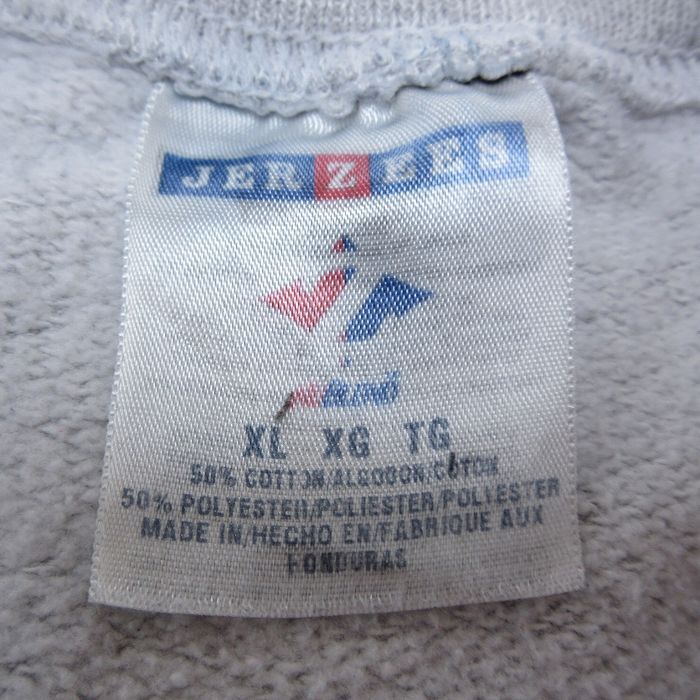 JERZEES
XL XG TG
50% COTTON/ALGODON/COTON
50% POLYESTER/POLIESTER/POLYESTER
MADE IN/HECHO EN/FABRIQUE AUX
HONDURAS